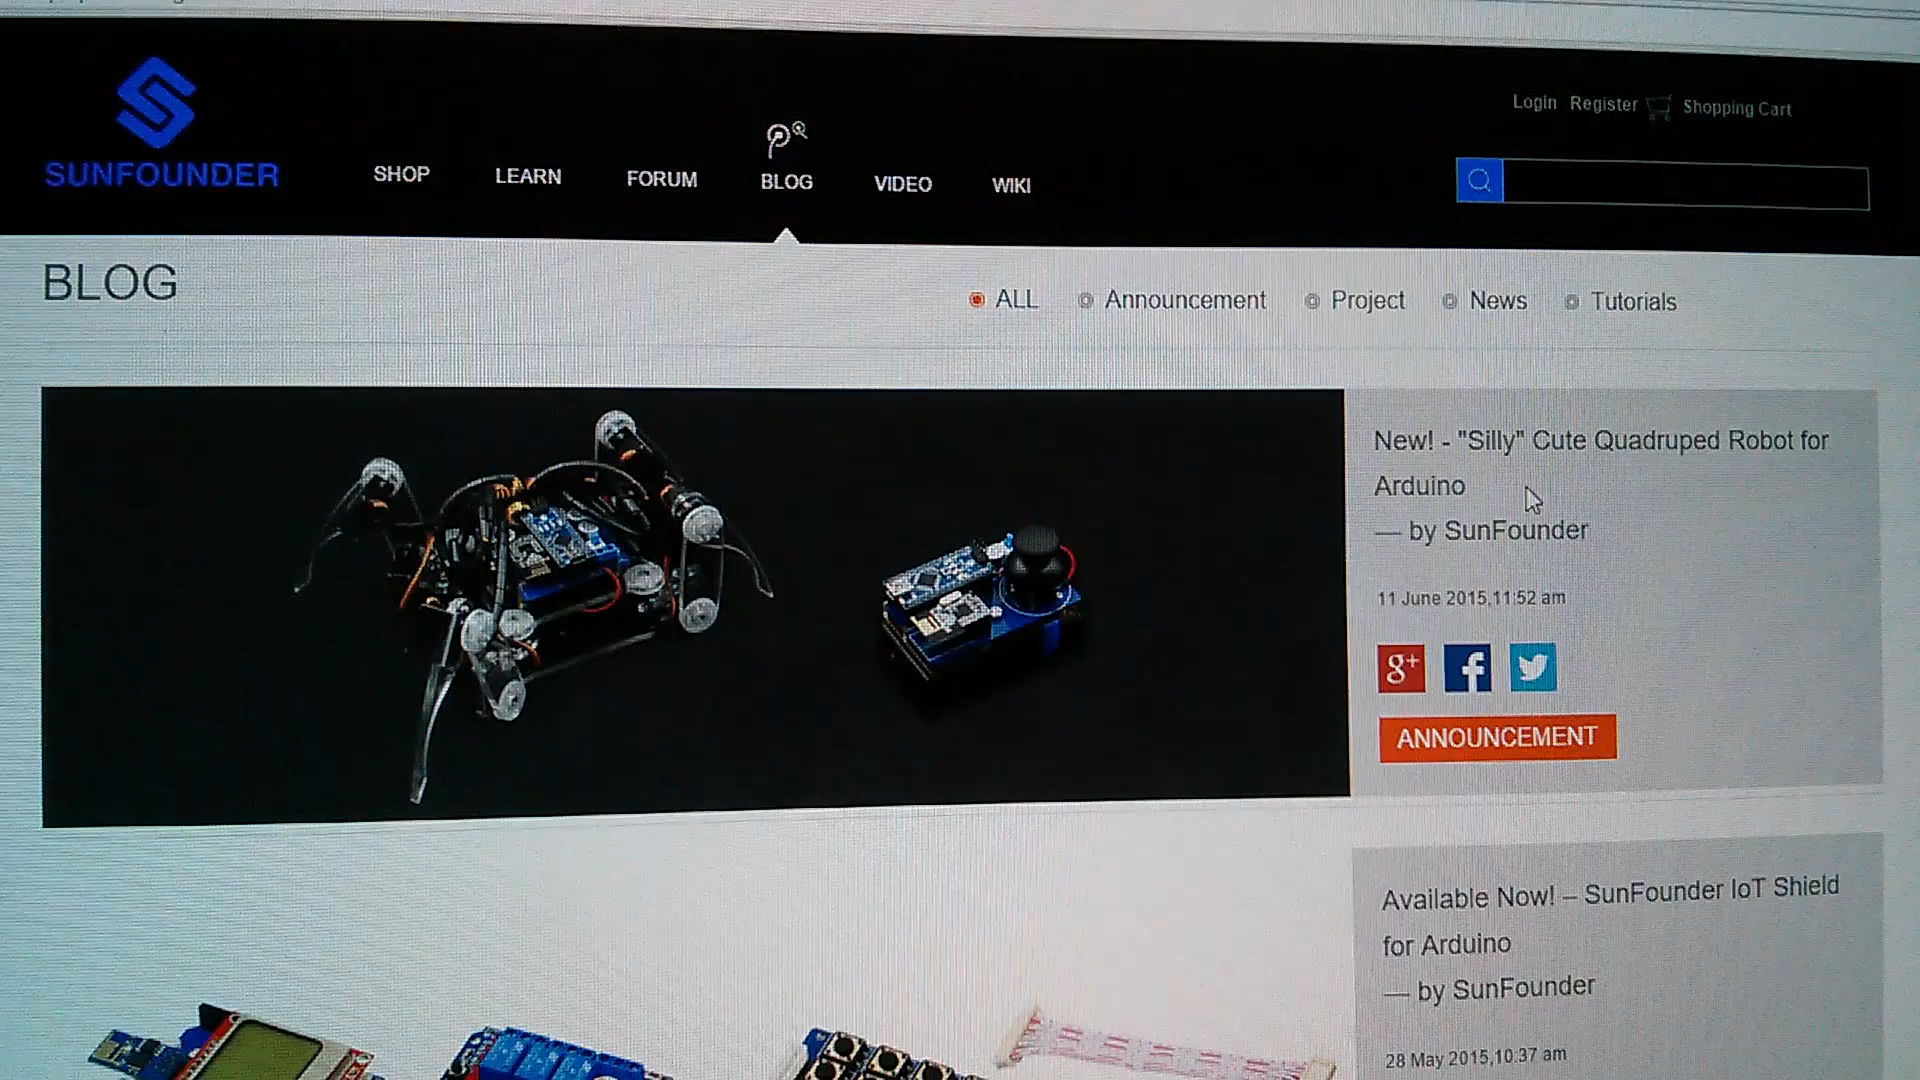 Login Register Shopping Cart
SUNFOUNDER
SHOP LEARN FORUM BLOG VIDEO WIKI
BLOG
ALL Announcement Project News Tutorials
New! - "Silly" Cute Quadruped Robot for
Arduino
— by SunFounder
11 June 2015,11:52 am
g+ f
ANNOUNCEMENT
Available Now! – SunFounder IoT Shield
for Arduino
— by SunFounder
28 May 2015,10:37 am